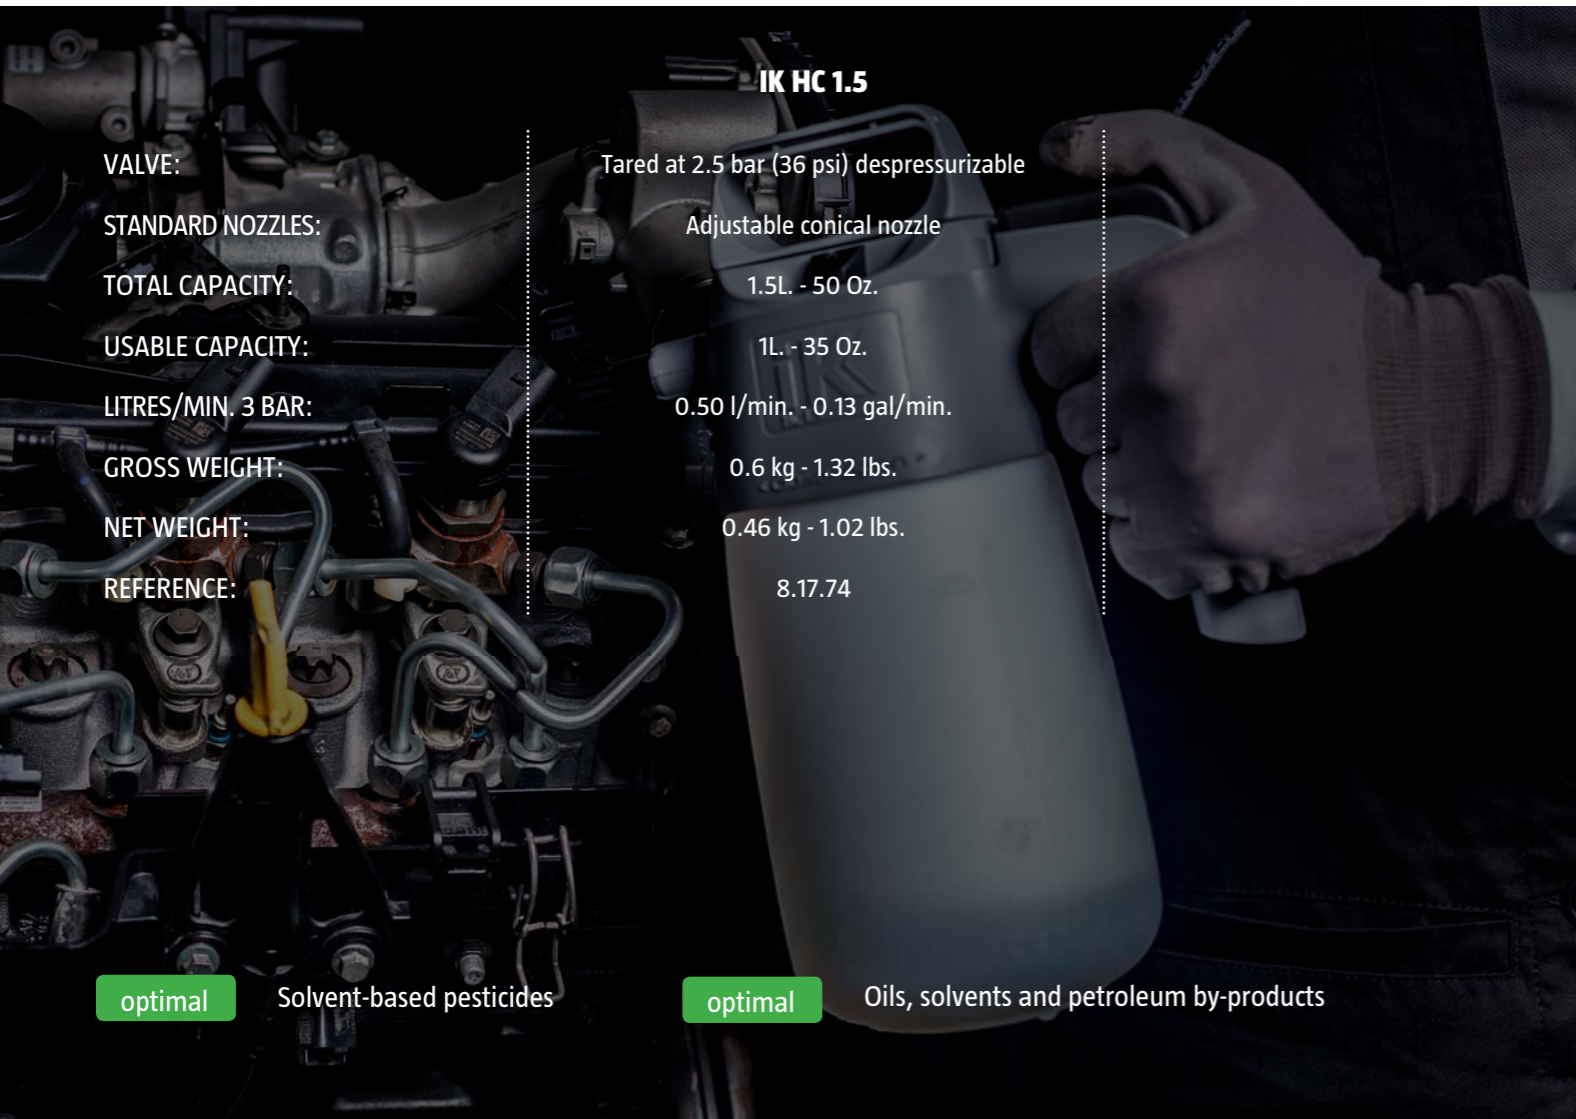 IK HC 1.5
VALVE: Tared at 2.5 bar (36 psi) despressurizable
STANDARD NOZZLES: Adjustable conical nozzle
TOTAL CAPACITY: 1.5L. - 50 Oz.
USABLE CAPACITY: 1L. - 35 Oz.
LITRES/MIN. 3 BAR: 0.50 l/min. - 0.13 gal/min.
GROSS WEIGHT: 0.6 kg - 1.32 lbs.
NET WEIGHT: 0.46 kg - 1.02 lbs.
REFERENCE: 8.17.74
iK
optimal Solvent-based pesticides
optimal Oils, solvents and petroleum by-products